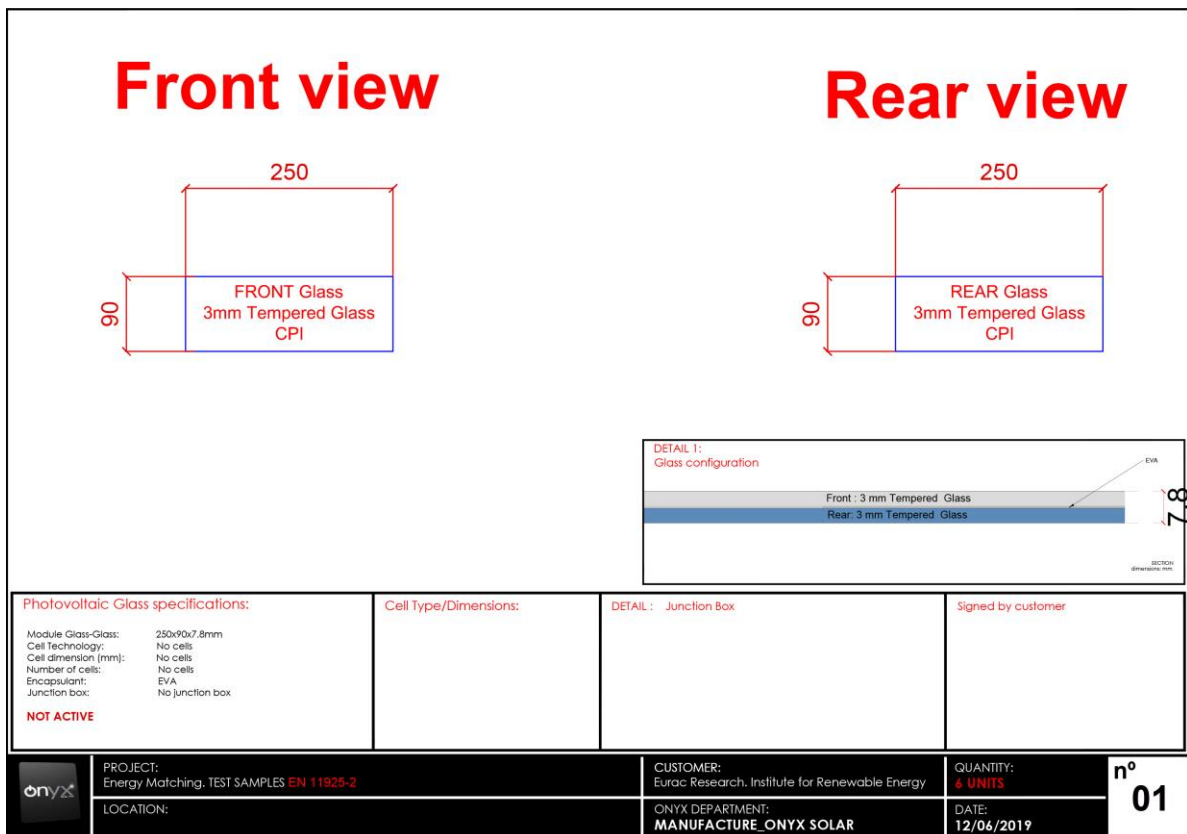 Front view
Rear view
250
90
FRONT Glass
3mm Tempered Glass
CPI
250
90
REAR Glass
3mm Tempered Glass
CPI
DETAIL 1:
Glass configuration
EVA
Front : 3 mm Tempered Glass
Rear: 3 mm Tempered Glass
7.8
SECTION
dimensions: mm
Photovoltaic Glass specifications:
Module Glass-Glass: 250x90x7.8mm
Cell Technology: No cells
Cell dimension (mm): No cells
Number of cells: No cells
Encapsulant: EVA
Junction box: No junction box
NOT ACTIVE
Cell Type/Dimensions:
DETAIL : Junction Box
Signed by customer
onyx
PROJECT:
Energy Matching. TEST SAMPLES EN 11925-2
LOCATION:
CUSTOMER:
Eurac Research. Institute for Renewable Energy
ONYX DEPARTMENT:
MANUFACTURE_ONYX SOLAR
QUANTITY:
6 UNITS
DATE:
12/06/2019
nº
01